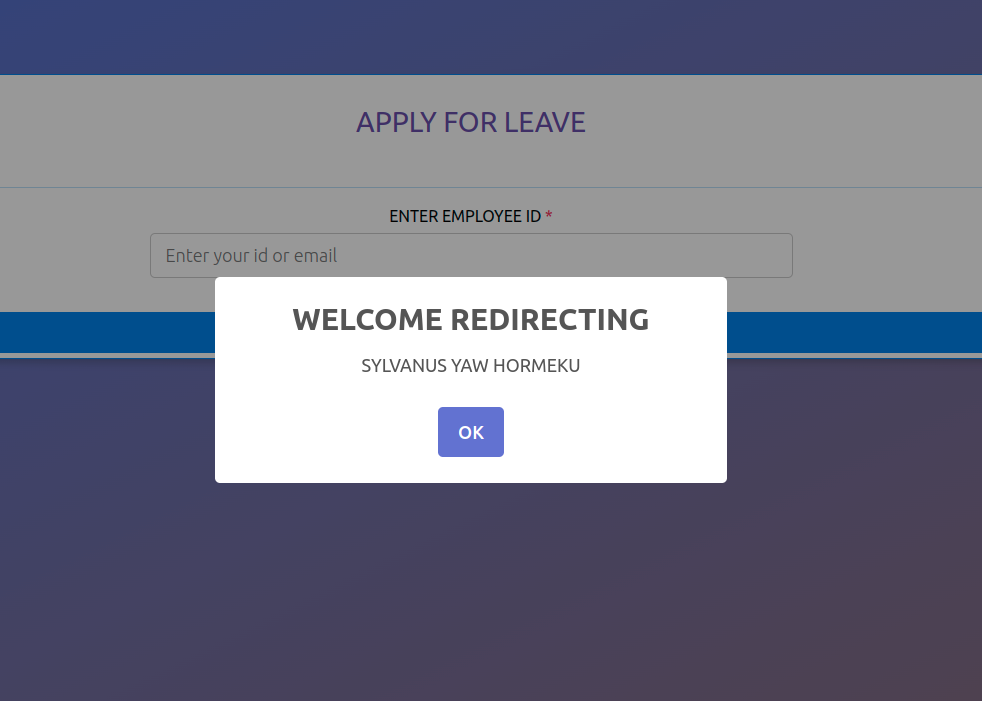 APPLY FOR LEAVE
ENTER EMPLOYEE ID *
Enter your id or email
WELCOME REDIRECTING
SYLVANUS YAW HORMEKU
OK